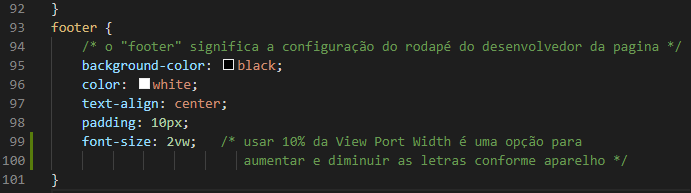 92 }
93 footer {
94 /* o "footer" significa a configuração do rodapé do desenvolvedor da pagina */
95 background-color: black;
96 color: white;
97 text-align: center;
98 padding: 10px;
99 font-size: 2vw; /* usar 10% da View Port Width é uma opção para
100 aumentar e diminuir as letras conforme aparelho */
101 }